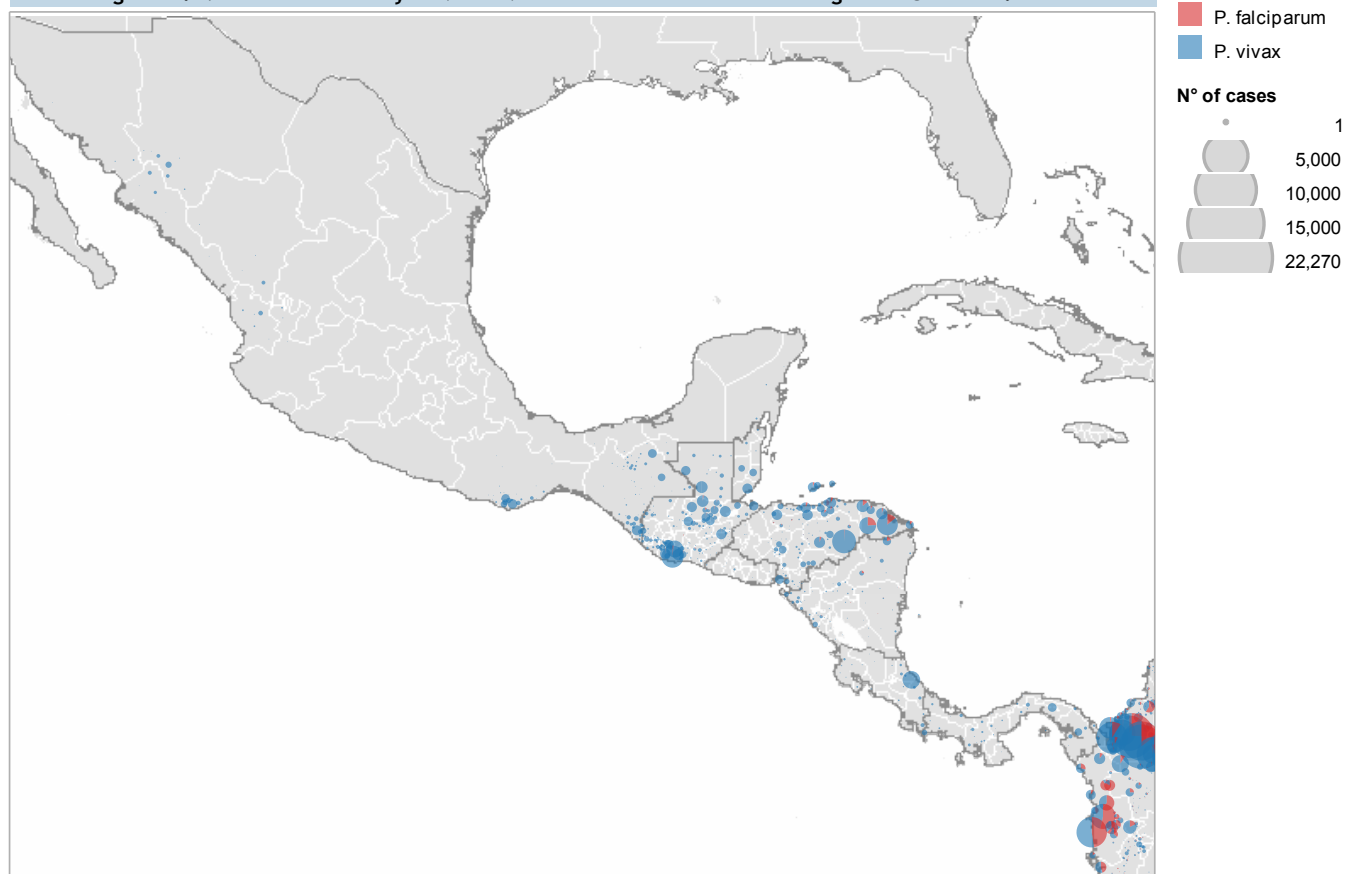 P. falciparum
P. vivax
N° of cases
1
5,000
10,000
15,000
22,270